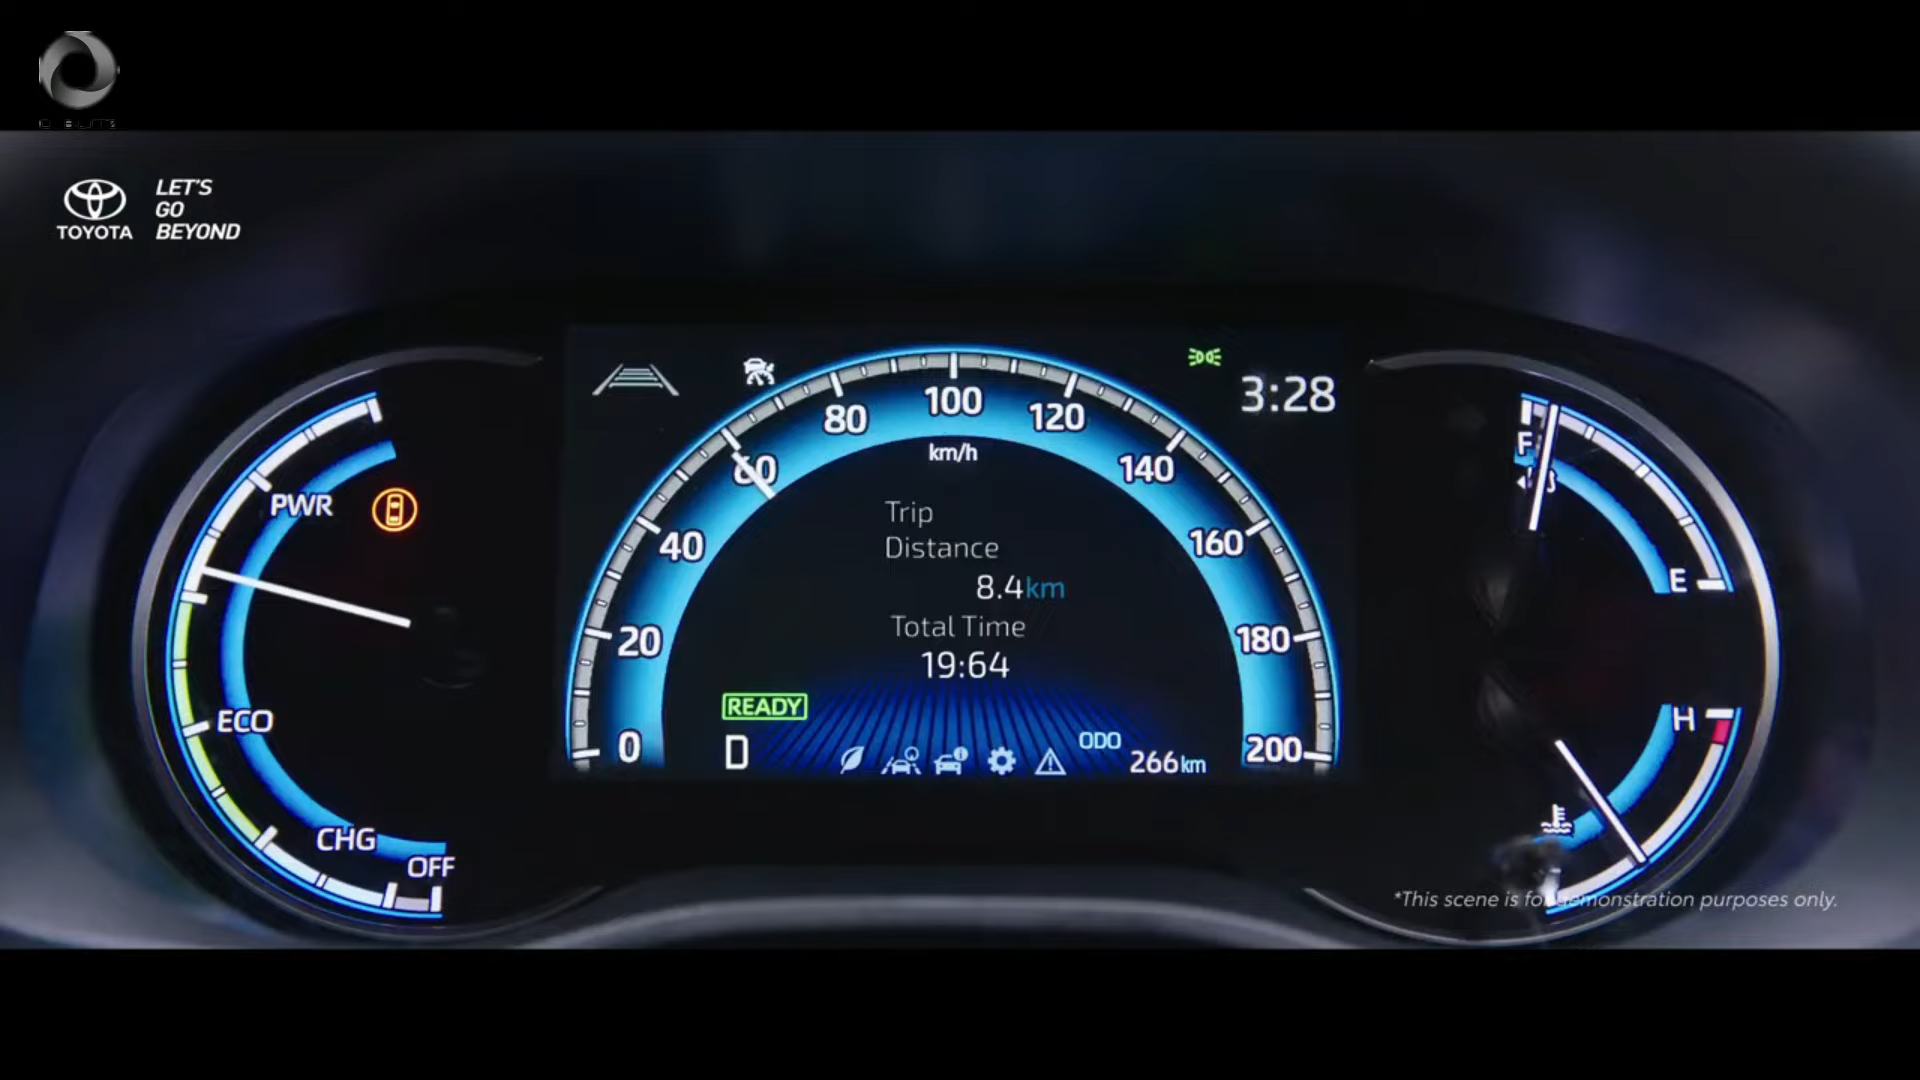 TOYOTA
LET'S
GO
BEYOND
3:28
100
80
120
60
140
km/h
PWR
40
160
Trip
Distance
8.4km
Total Time
19:64
20
180
READY
ECO
D
0
ODO
266km
200
CHG
OFF
F
E
H
*This scene is for demonstration purposes only.